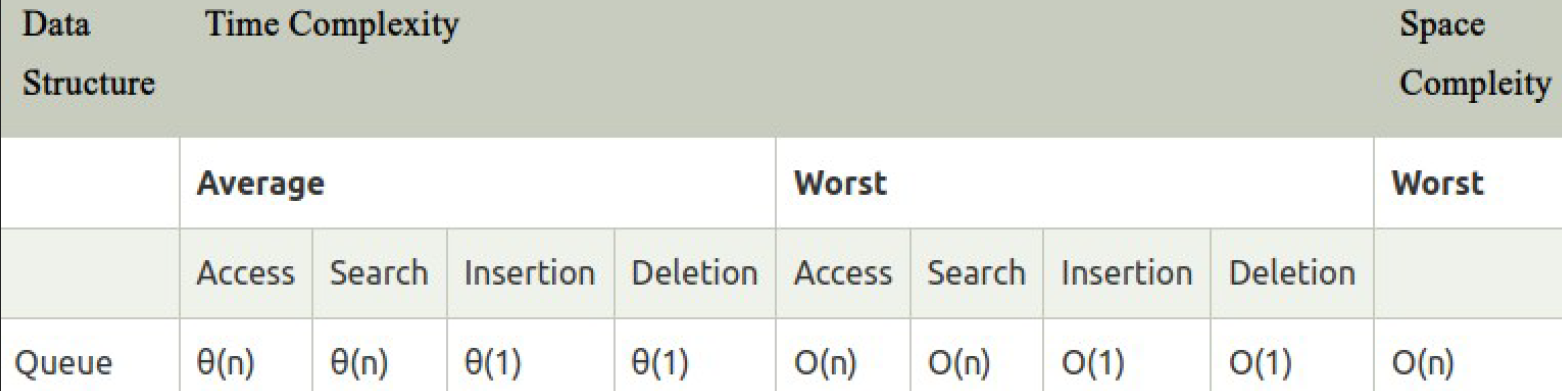 Data Time Complexity Space
Structure Compleity
Average Worst Worst
Access Search Insertion Deletion Access Search Insertion Deletion
Queue θ(n) θ(n) θ(1) θ(1) O(n) O(n) O(1) O(1) O(n)